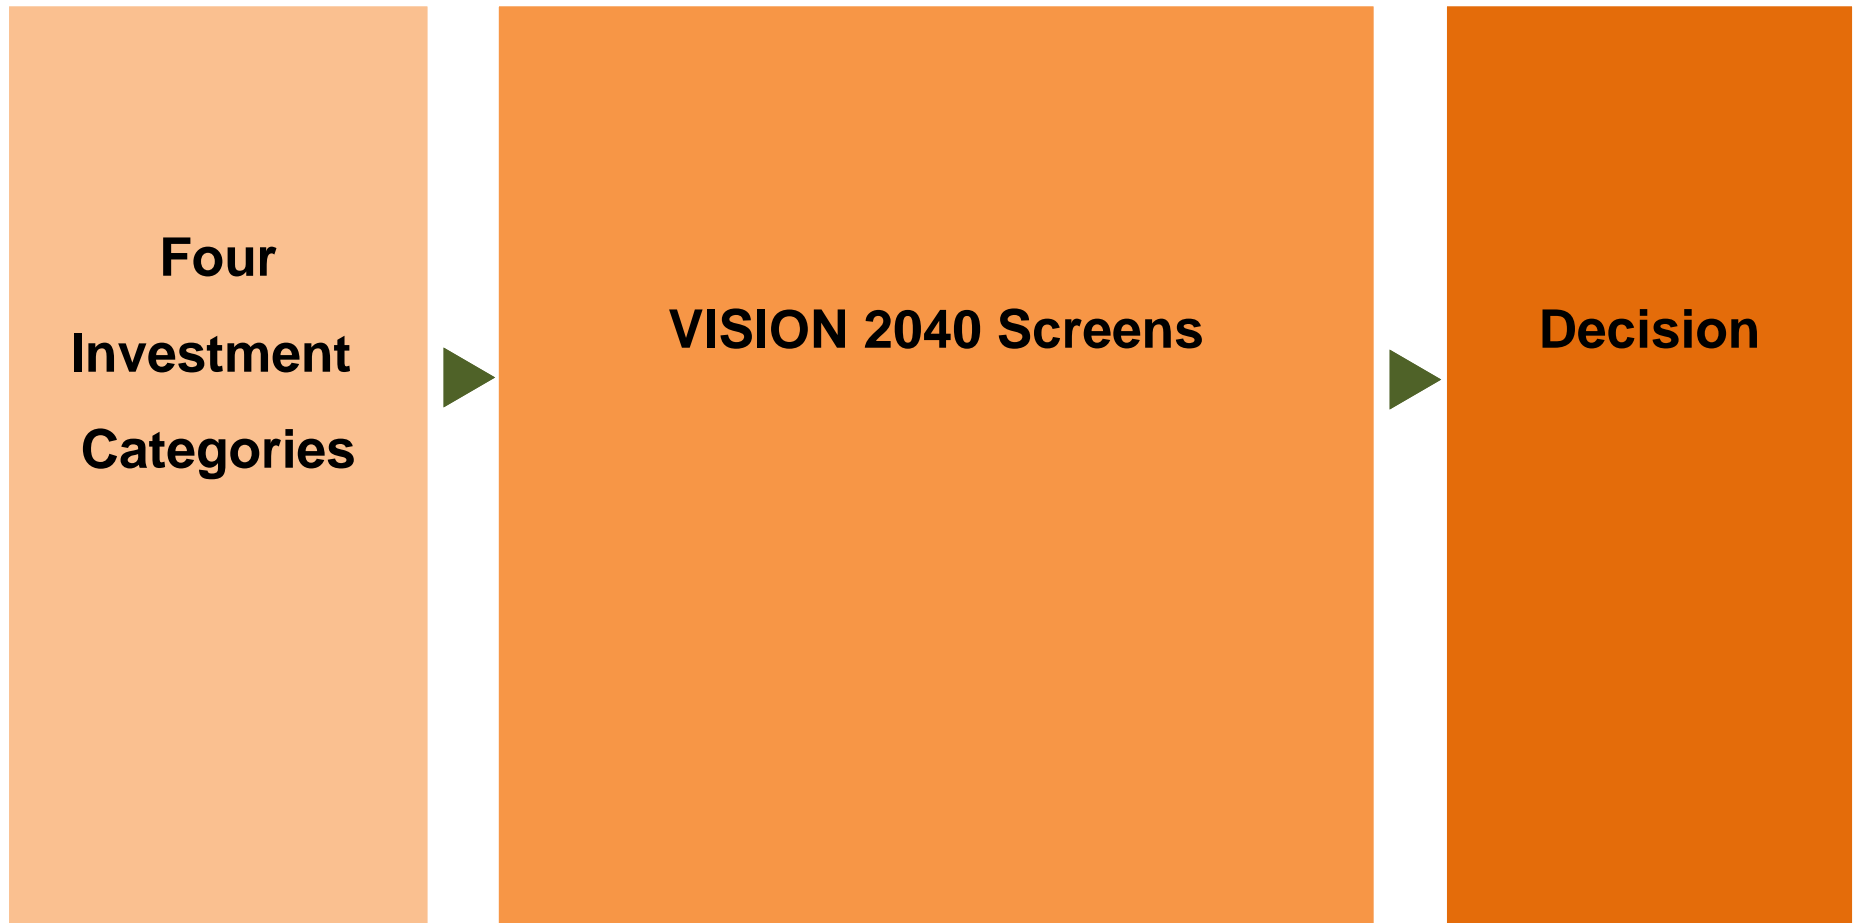 Four
Investment
Categories
VISION 2040 Screens
Decision